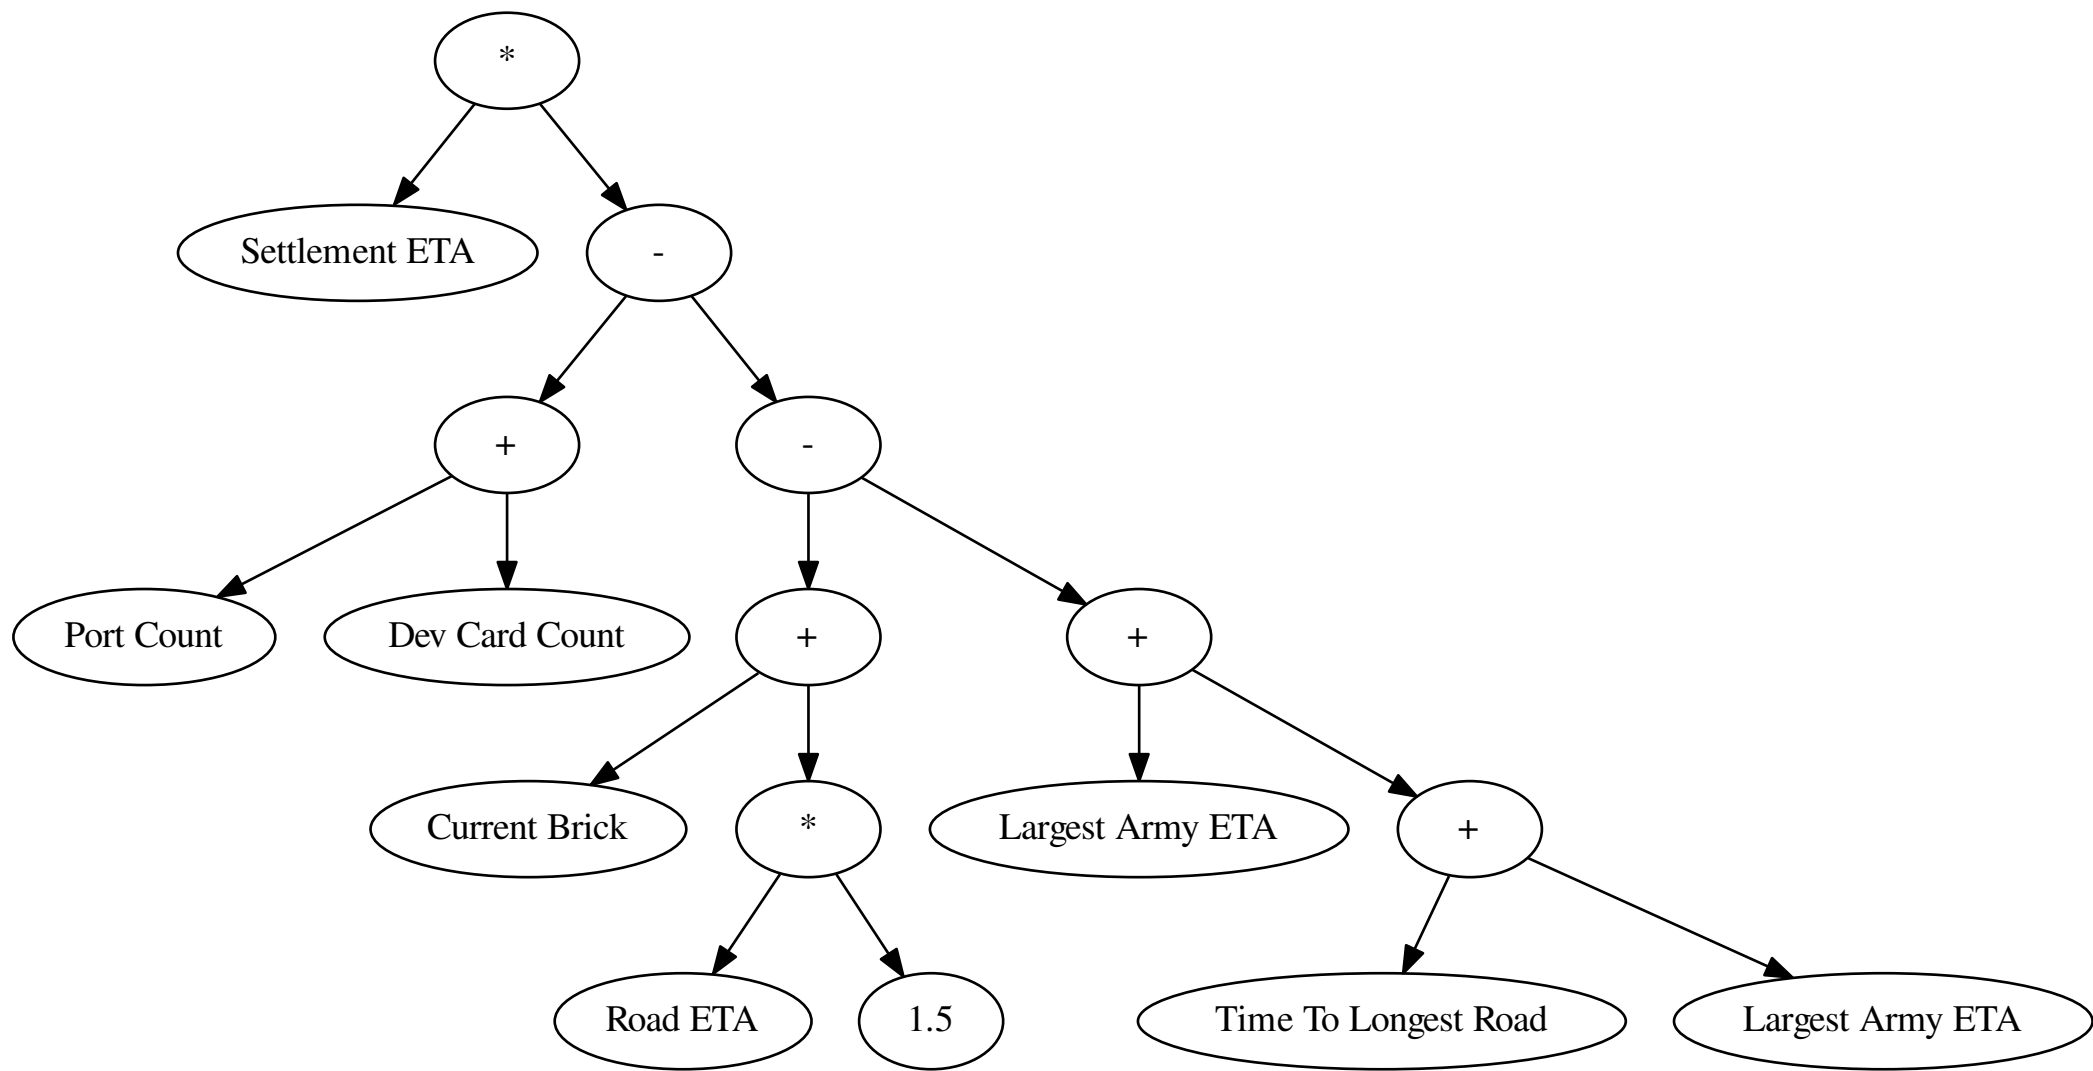 *
Settlement ETA
-
+
-
Port Count
Dev Card Count
+
+
Current Brick
*
Largest Army ETA
+
Road ETA
1.5
Time To Longest Road
Largest Army ETA